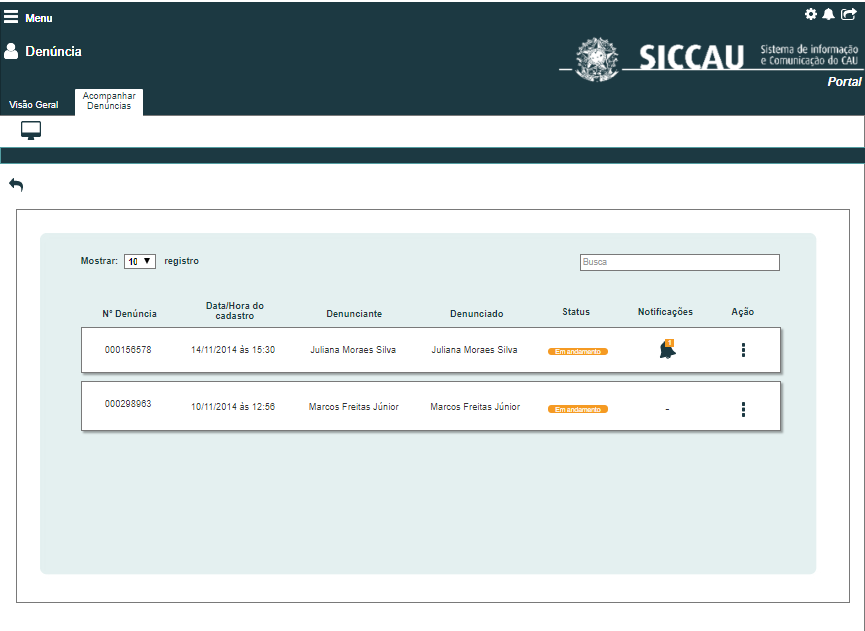 Menu
Denúncia
SICCAU
Sistema de informação
e Comunicação do CAU
Portal
Visão Geral
Acompanhar
Denúncias
Mostrar: 10 registro
Busca
N° Denúncia
Data/Hora do
cadastro
Denunciante
Denunciado
Status
Notificações
Ação
000156578 14/11/2014 ás 15:30 Juliana Moraes Silva Juliana Moraes Silva Em andamento 1
000298963 10/11/2014 ás 12:56 Marcos Freitas Júnior Marcos Freitas Júnior Em andamento -